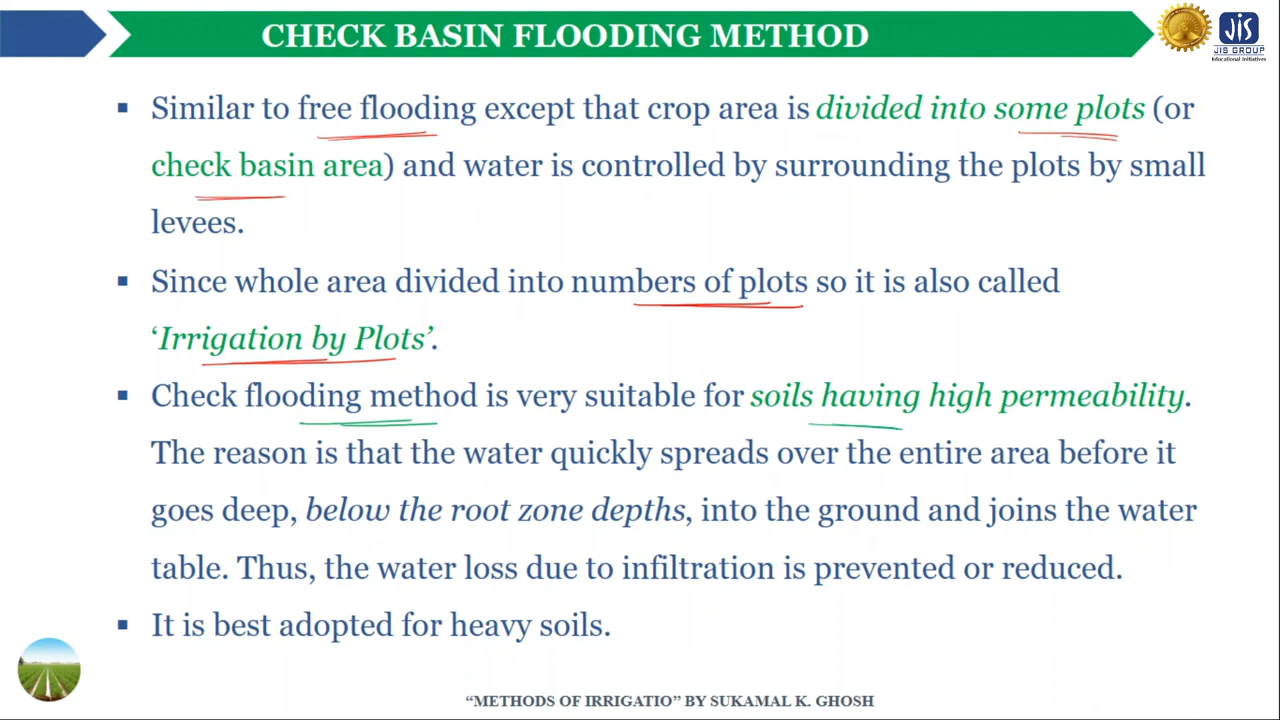 CHECK BASIN FLOODING METHOD
JIS
JIS GROUP
Educational Initiatives
▪ Similar to free flooding except that crop area is divided into some plots (or
check basin area) and water is controlled by surrounding the plots by small
levees.
▪ Since whole area divided into numbers of plots so it is also called
‘Irrigation by Plots’.
▪ Check flooding method is very suitable for soils having high permeability.
The reason is that the water quickly spreads over the entire area before it
goes deep, below the root zone depths, into the ground and joins the water
table. Thus, the water loss due to infiltration is prevented or reduced.
▪ It is best adopted for heavy soils.
“METHODS OF IRRIGATIO” BY SUKAMAL K. GHOSH